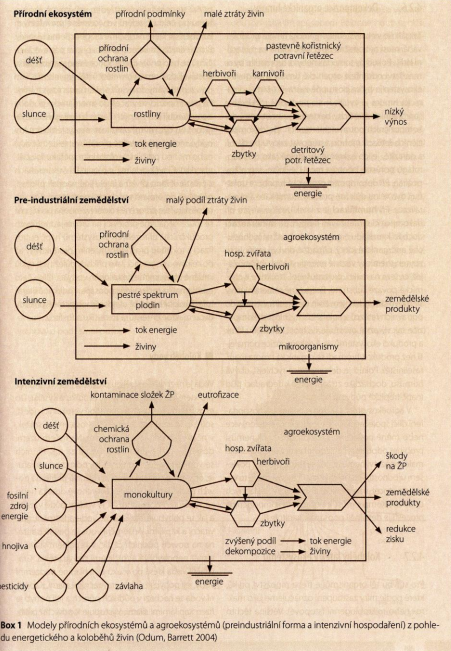 Přírodní ekosystém
přírodní podmínky
malé ztráty živin
déšť
přírodní
ochrana
rostlin
pastevně kořistnický
potravní řetězec
herbivoři
karnivoři
slunce
rostliny
nízký
výnos
tok energie
živiny
zbytky
detritový
potr. řetězec
energie
Pre-industriální zemědělství
malý podíl ztráty živin
déšť
přírodní
ochrana
rostlin
agroekosystém
hosp. zvířata
herbivoři
slunce
pestré spektrum
plodin
zemědělské
produkty
tok energie
živiny
zbytky
mikroorganismy
energie
Intenzivní zemědělství
kontaminace složek ŽP
eutrofizace
déšť
chemická
ochrana
rostlin
agroekosystém
hosp. zvířata
herbivoři
škody
na ŽP
slunce
monokultury
zemědělské
produkty
fosilní
zdroj
energie
zbytky
redukce
zisku
hnojiva
zvýšený podíl
dekompozice
tok energie
živiny
esticidy
závlaha
energie
Box 1 Modely přírodních ekosystémů a agroekosystémů (preindustriální forma a intenzivní hospodaření) z pohle-
du energetického a koloběhů živin (Odum, Barrett 2004)